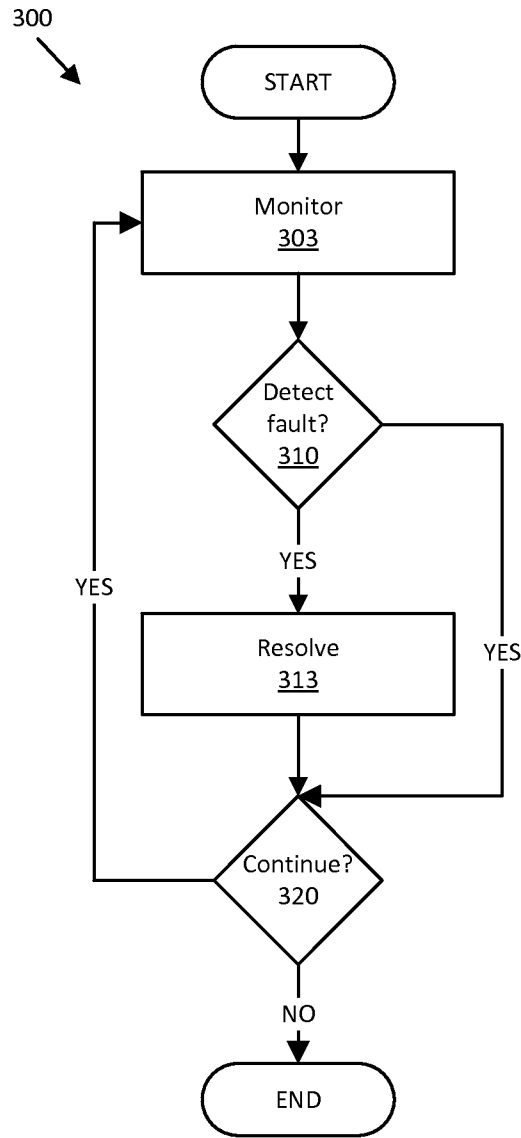 300
START
Monitor
303
Detect
fault?
310
YES
YES
Resolve
313
YES
Continue?
320
NO
END